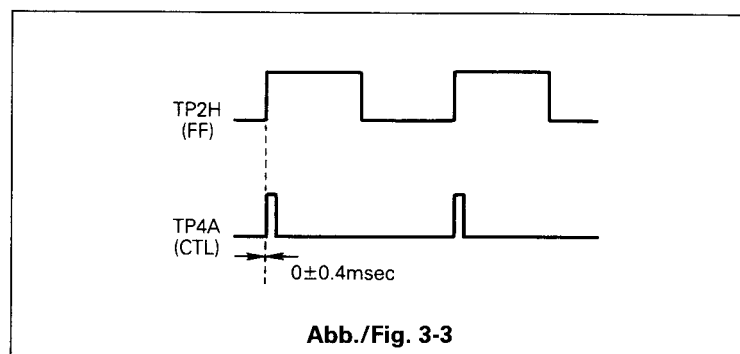 TP2H
(FF)
TP4A
(CTL)
0±0.4msec
Abb./Fig. 3-3